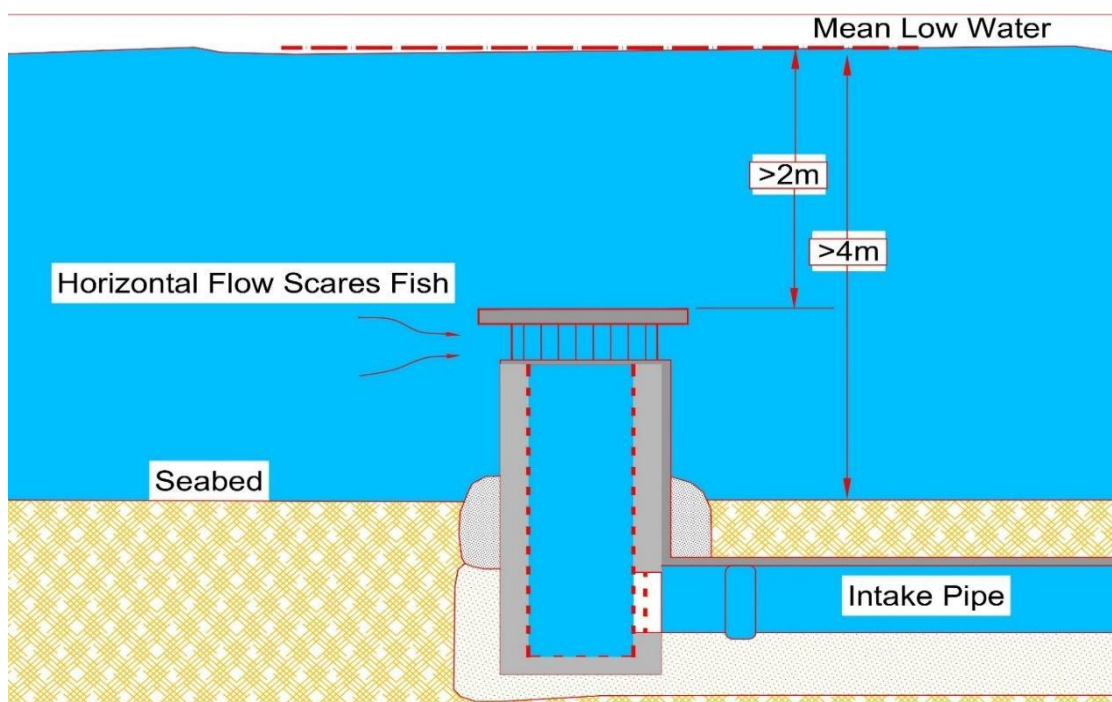 Mean Low Water
>2m
>4m
Horizontal Flow Scares Fish
Seabed
Intake Pipe